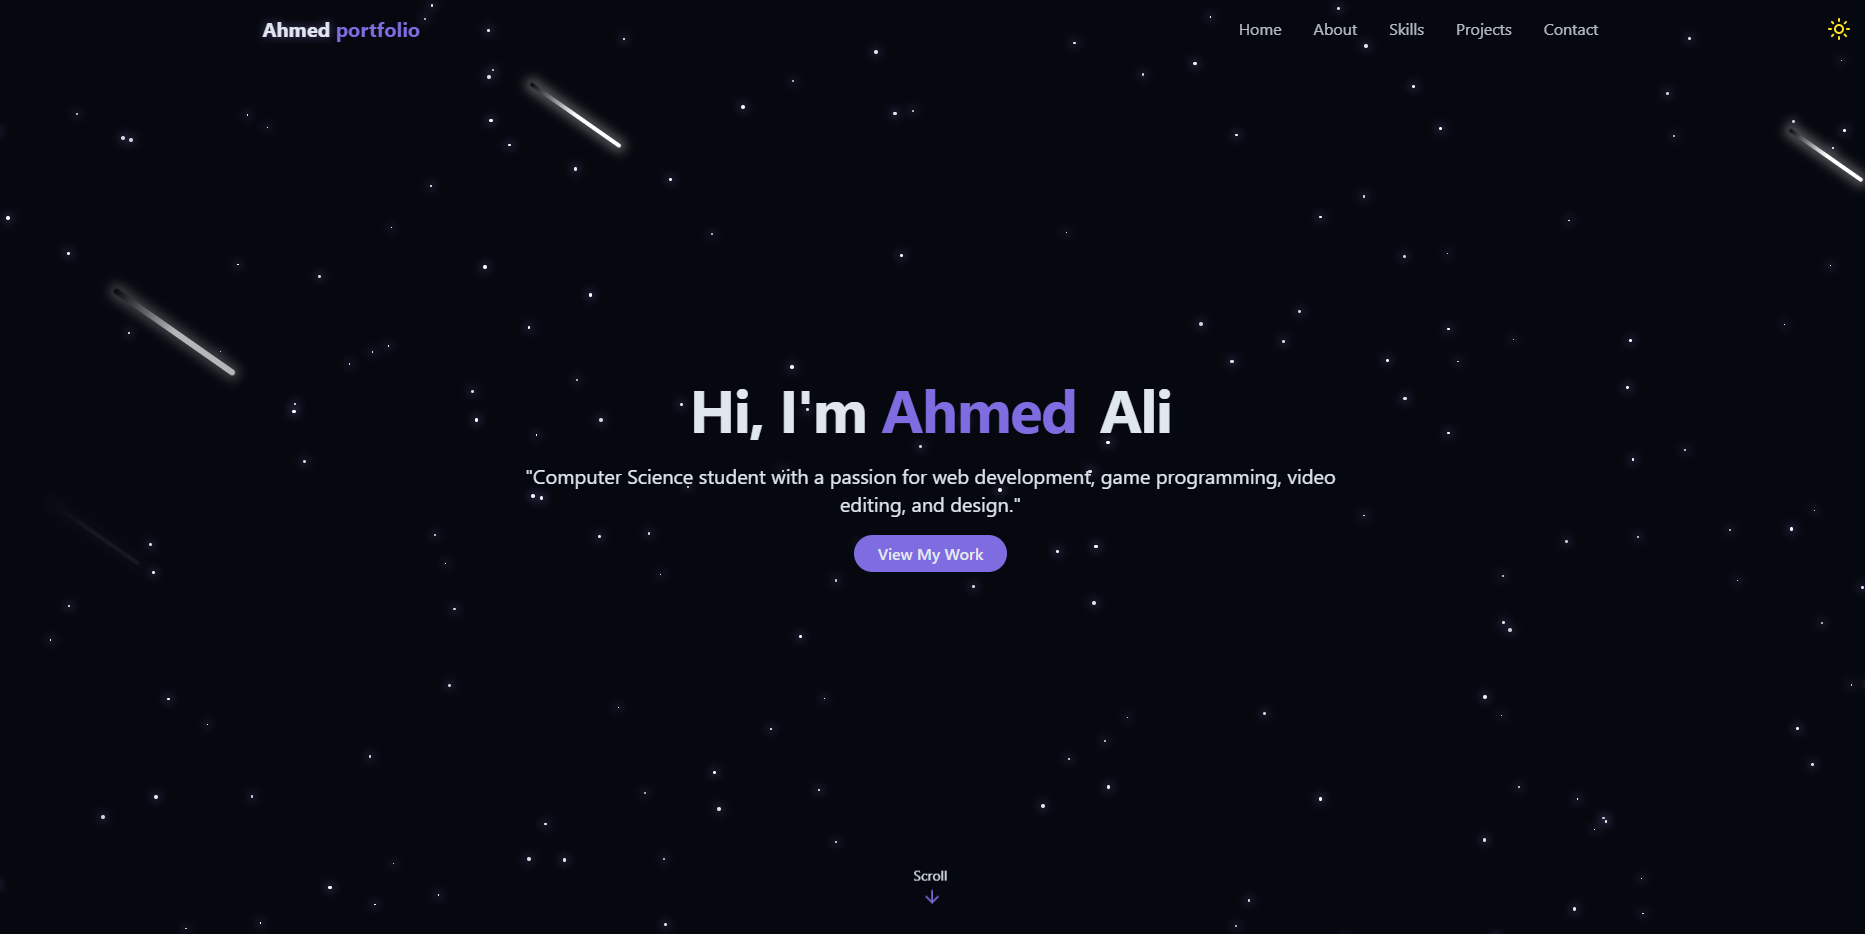 Ahmed portfolio
Home About Skills Projects Contact
Hi, I'm Ahmed Ali
"Computer Science student with a passion for web development, game programming, video
editing, and design."
View My Work
Scroll